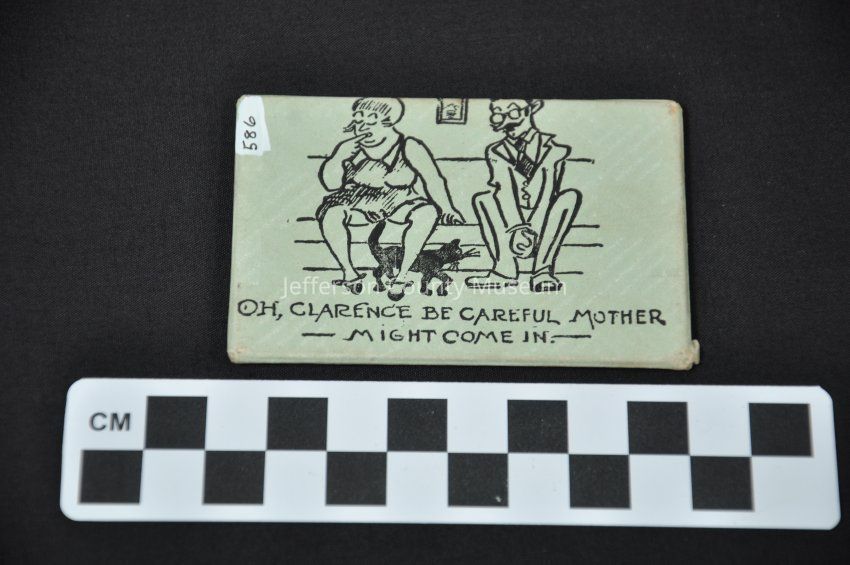 586
Jefferson County Museum
OH, CLARENCE BE CAREFUL MOTHER
— MIGHT COME IN.—
CM